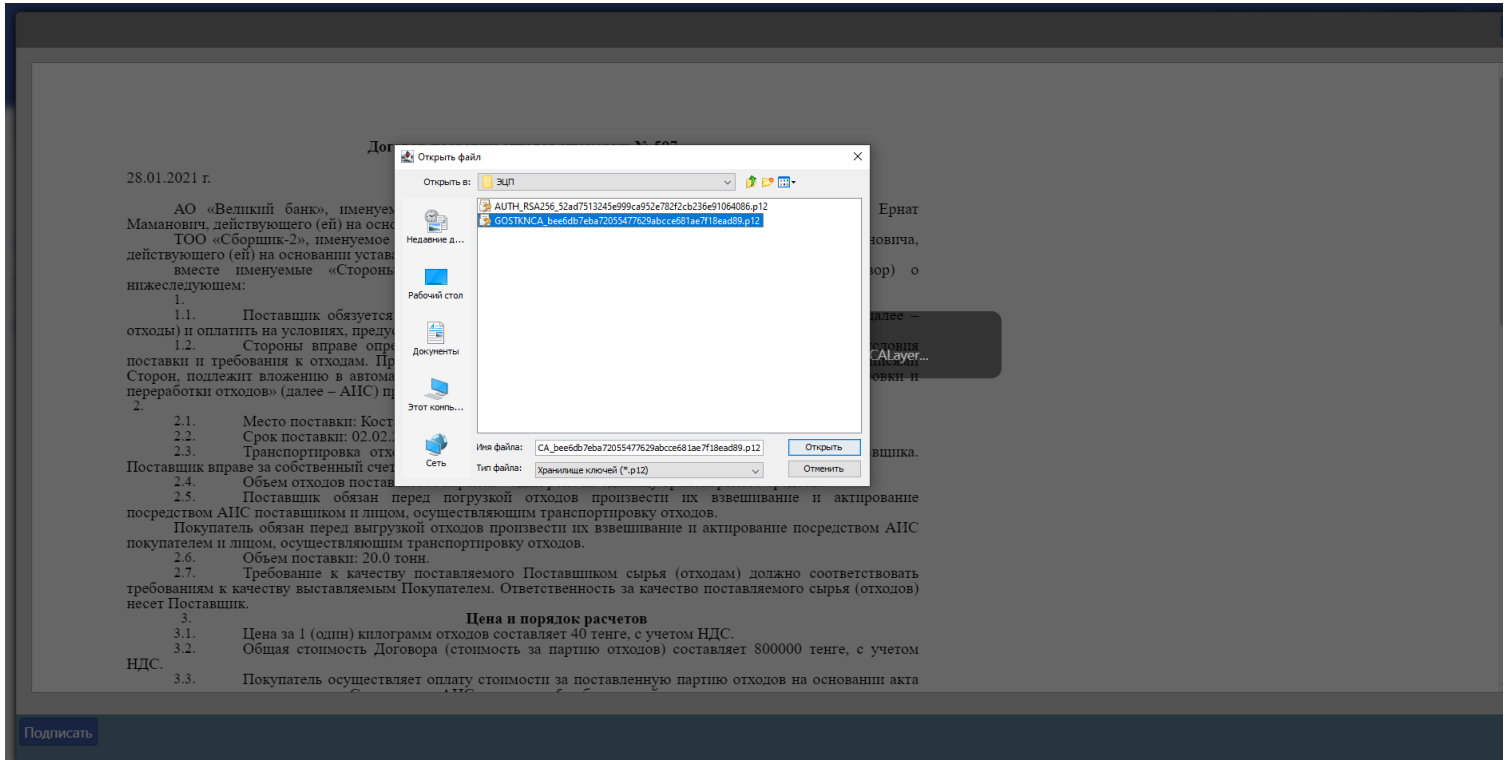 28.01.2021 г.
АО «Великий банк», именуем
Ернат
Маманович, действующего (ей) на осно
ТОО «Сборщик-2», именуемое
новича,
действующего (ей) на основании устава
вместе именуемые «Стороны
вор) о
нижеследующем:
1.
1.1. Поставщик обязуется
далее –
отходы) и оплатить на условиях, преду
1.2. Стороны вправе опре
условия
поставки и требования к отходам. Пр
Сторон, подлежит вложению в автома
овки и
переработки отходов» (далее – АИС) п
2.
2.1. Место поставки: Кост
2.2. Срок поставки: 02.02.
2.3. Транспортировка отхо
вщика.
Поставщик вправе за собственный счет
2.4. Объем отходов постав
2.5. Поставщик обязан перед погрузкой отходов произвести их взвешивание и актирование
посредством АИС поставщиком и лицом, осуществляющим транспортировку отходов.
Покупатель обязан перед выгрузкой отходов произвести их взвешивание и актирование посредством АИС
покупателем и лицом, осуществляющим транспортировку отходов.
2.6. Объем поставки: 20.0 тонн.
2.7. Требование к качеству поставляемого Поставщиком сырья (отходам) должно соответствовать
требованиям к качеству выставляемым Покупателем. Ответственность за качество поставляемого сырья (отходов)
несет Поставщик.
3. Цена и порядок расчетов
3.1. Цена за 1 (один) килограмм отходов составляет 40 тенге, с учетом НДС.
3.2. Общая стоимость Договора (стоимость за партию отходов) составляет 800000 тенге, с учетом
НДС.
3.3. Покупатель осуществляет оплату стоимости за поставленную партию отходов на основании акта
CALayer...
Открыть файл
Открыть в: ЭЦП
AUTH_RSA256_52ad7513245e999ca952e782f2cb236e91064086.p12
GOSTKNCA_bee6db7eba72055477629abcce681ae7f18ead89.p12
Недавние д...
Рабочий стол
Документы
Этот компь...
Сеть
Имя файла: CA_bee6db7eba72055477629abcce681ae7f18ead89.p12 Открыть
Тип файла: Хранилище ключей (*.p12) Отменить
Подписать